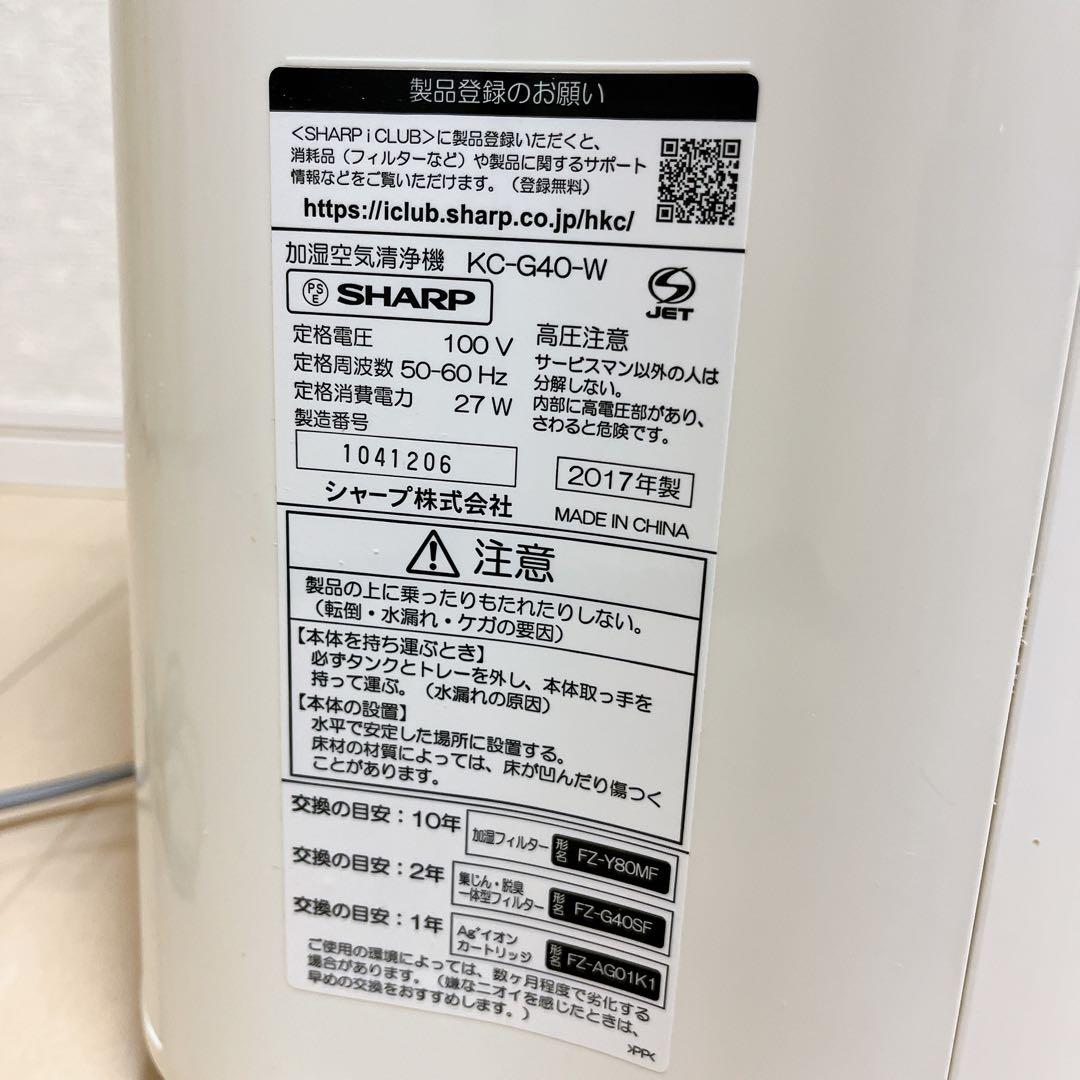 製品登録のお願い
<SHARP i CLUB>に製品登録いただくと、
消耗品（フィルターなど）や製品に関するサポート
情報などをご覧いただけます。（登録無料）
https://iclub.sharp.co.jp/hkc/
加湿空気清浄機 KC-G40-W
PSE SHARP
JET
定格電圧 100 V
定格周波数 50-60 Hz
定格消費電力 27 W
製造番号
1041206
シャープ株式会社
高圧注意
サービスマン以外の人は
分解しない。
内部に高電圧部があり、
さわると危険です。
2017年製
MADE IN CHINA
注意
製品の上に乗ったりもたれたりしない。
（転倒・水漏れ・ケガの要因）
【本体を持ち運ぶとき】
必ずタンクとトレーを外し、本体取っ手を
持って運ぶ。（水漏れの原因）
【本体の設置】
水平で安定した場所に設置する。
床材の材質によっては、床が凹んだり傷つく
ことがあります。
交換の目安：10年 加湿フィルター 形名 FZ-Y80MF
交換の目安：2年 集じん・脱臭
一体型フィルター 形名 FZ-G40SF
交換の目安：1年 Ag⁺イオン
カートリッジ 形名 FZ-AG01K1
ご使用の環境によっては、数ヶ月程度で劣化する
場合があります。（嫌なニオイを感じたときは、
早めの交換をおすすめします。）
>PP<